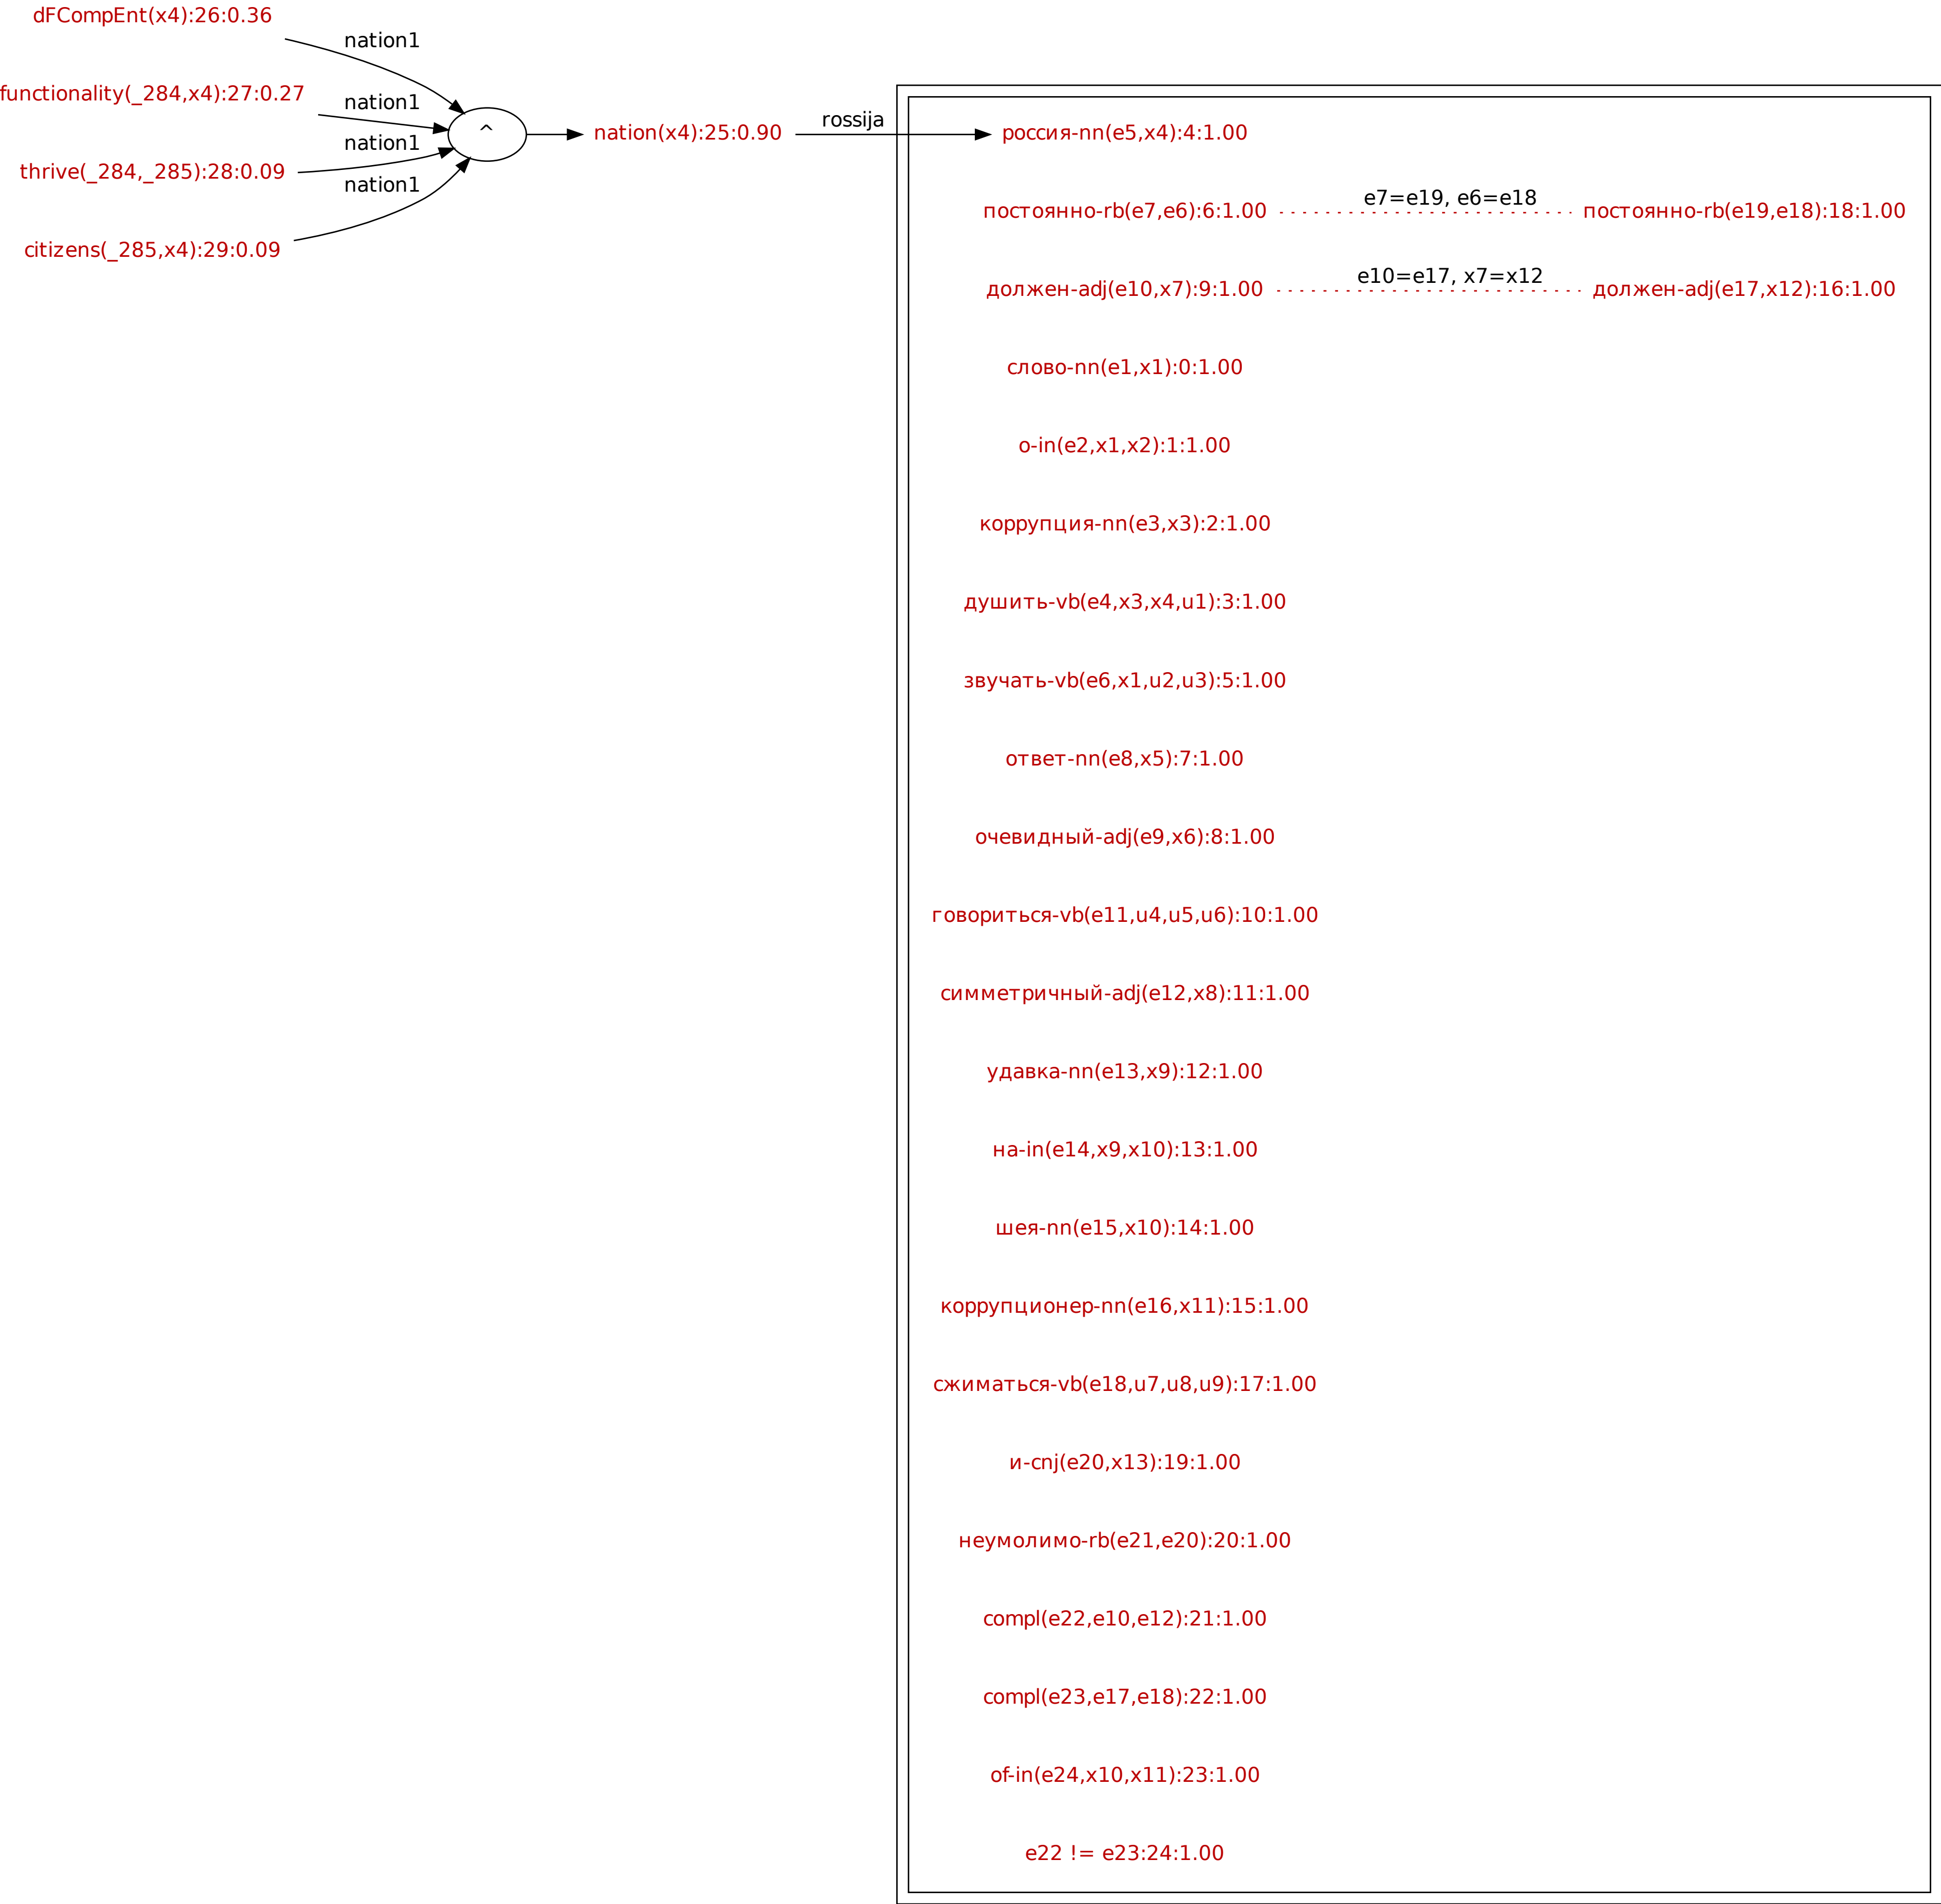 dFCompEnt(x4):26:0.36
nation1
functionality(_284,x4):27:0.27
nation1
rossija
^
nation(x4):25:0.90
россия-nn(e5,x4):4:1.00
nation1
thrive(_284,_285):28:0.09
nation1
e7=e19, e6=e18
постоянно-rb(e7,e6):6:1.00
постоянно-rb(e19,e18):18:1.00
citizens(_285,x4):29:0.09
e10=e17, x7=x12
должен-adj(e10,x7):9:1.00
должен-adj(e17,x12):16:1.00
слово-nn(e1,x1):0:1.00
о-in(e2,x1,x2):1:1.00
коррупция-nn(e3,x3):2:1.00
душить-vb(e4,x3,x4,u1):3:1.00
звучать-vb(e6,x1,u2,u3):5:1.00
ответ-nn(e8,x5):7:1.00
очевидный-adj(e9,x6):8:1.00
говориться-vb(e11,u4,u5,u6):10:1.00
симметричный-adj(e12,x8):11:1.00
удавка-nn(e13,x9):12:1.00
на-in(e14,x9,x10):13:1.00
шея-nn(e15,x10):14:1.00
коррупционер-nn(e16,x11):15:1.00
сжиматься-vb(e18,u7,u8,u9):17:1.00
и-cnj(e20,x13):19:1.00
неумолимо-rb(e21,e20):20:1.00
compl(e22,e10,e12):21:1.00
compl(e23,e17,e18):22:1.00
of-in(e24,x10,x11):23:1.00
e22 != e23:24:1.00